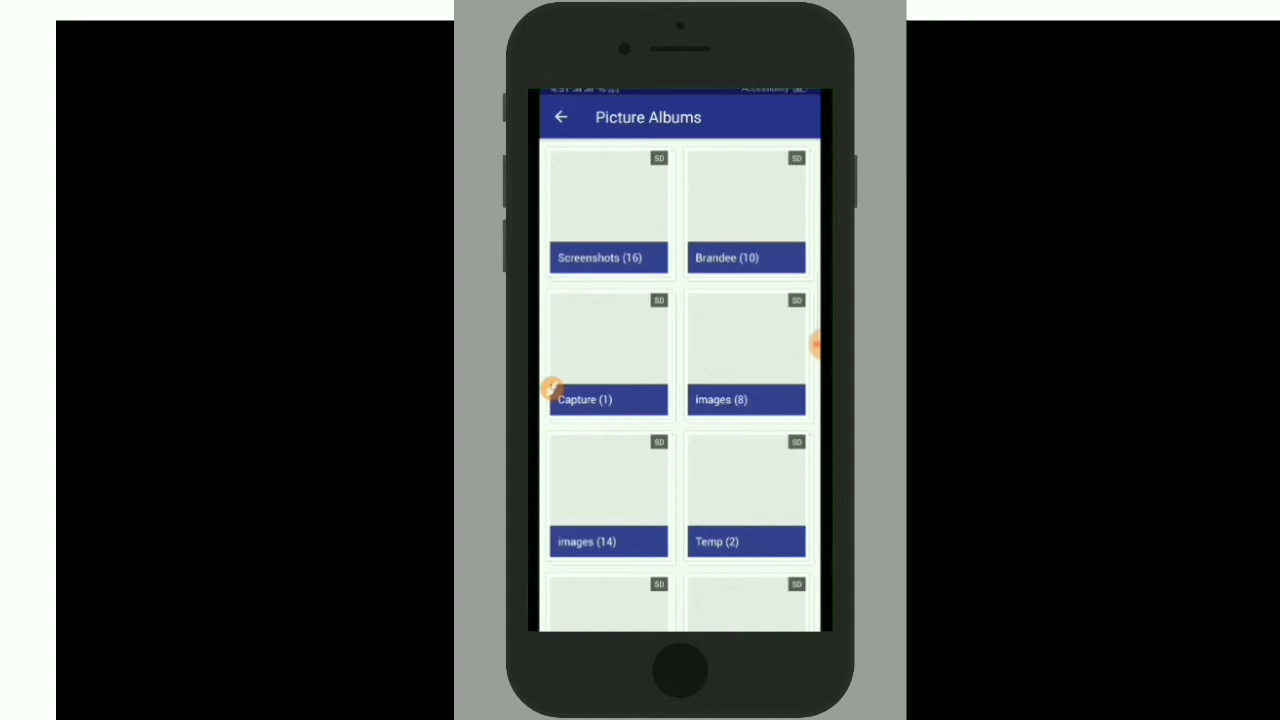 Picture Albums
SD
SD
Screenshots (16)
Brandee (10)
SD
SD
Capture (1)
images (8)
SD
SD
images (14)
Temp (2)
SD
SD